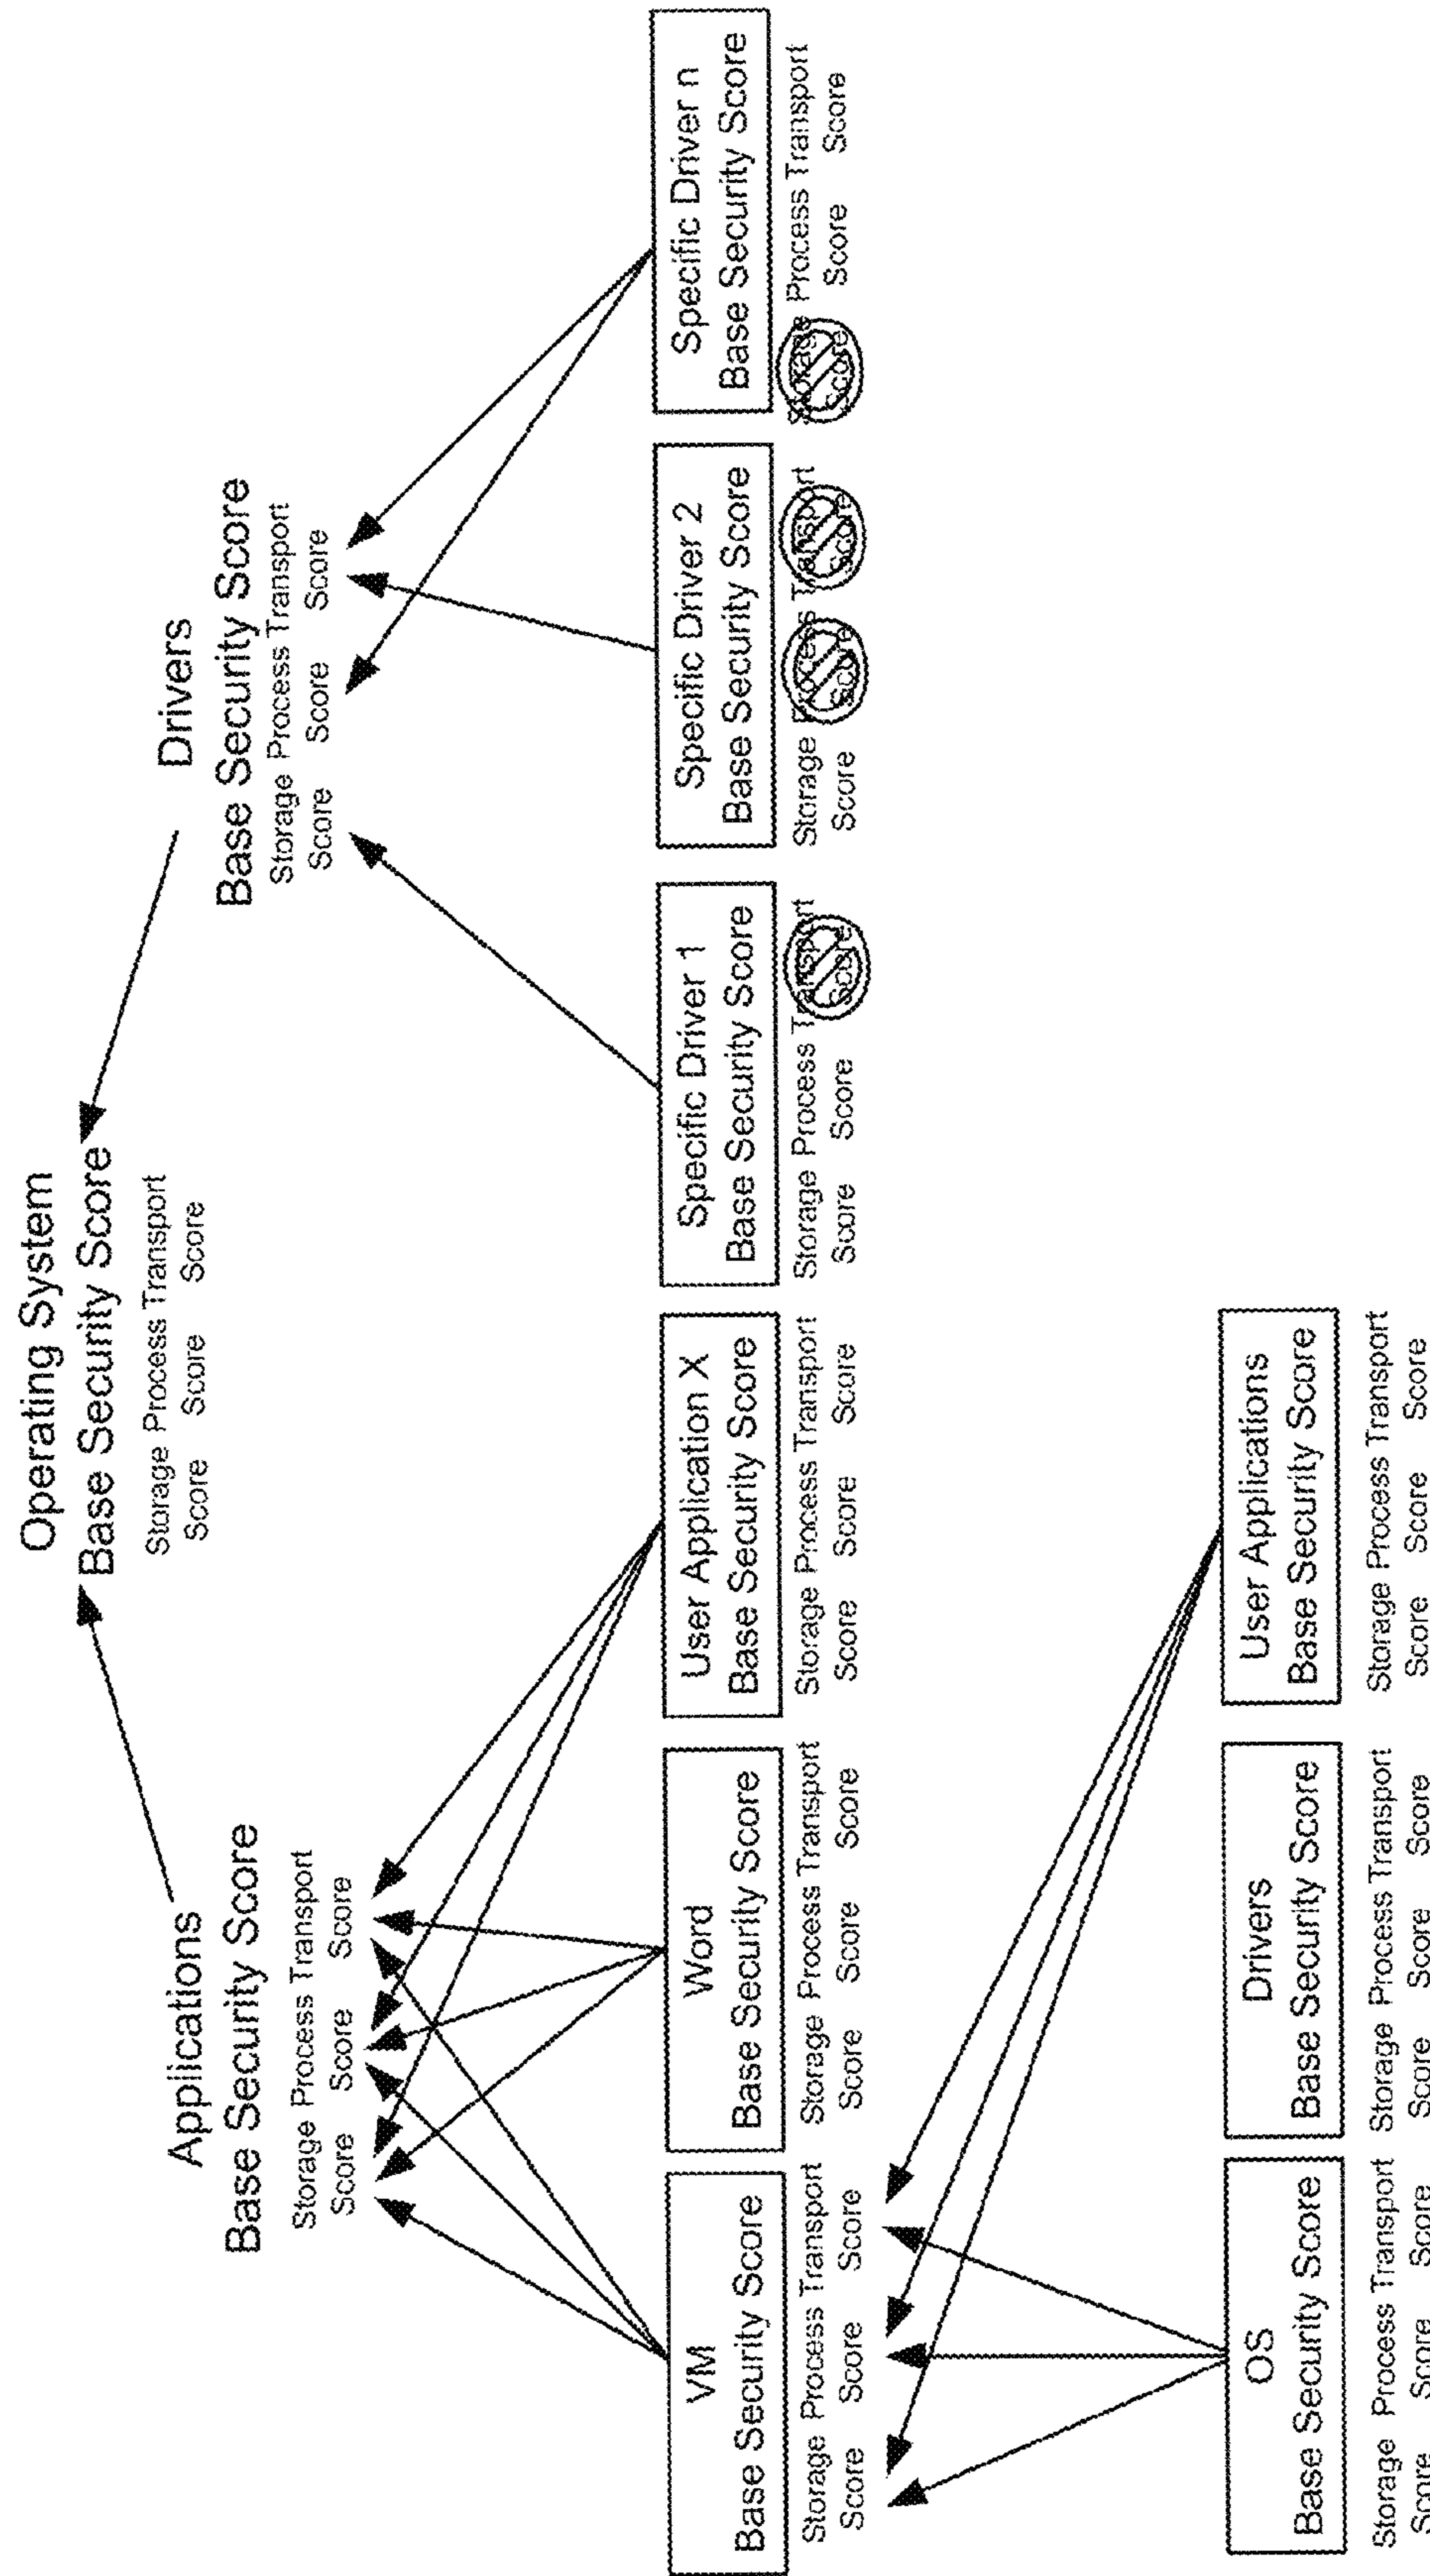 Operating System
Base Security Score
Storage Process Transport
Score Score Score
Applications
Base Security Score
Storage Process Transport
Score Score Score
Drivers
Base Security Score
Storage Process Transport
Score Score Score
VM
Base Security Score
Storage Process Transport
Score Score Score
Word
Base Security Score
Storage Process Transport
Score Score Score
User Application X
Base Security Score
Storage Process Transport
Score Score Score
Specific Driver 1
Base Security Score
Storage Process Transport
Score Score Score
Specific Driver 2
Base Security Score
Storage Process Transport
Score Score Score
Specific Driver n
Base Security Score
Storage Process Transport
Score Score Score
OS
Base Security Score
Storage Process Transport
Score Score Score
Drivers
Base Security Score
Storage Process Transport
Score Score Score
User Applications
Base Security Score
Storage Process Transport
Score Score Score